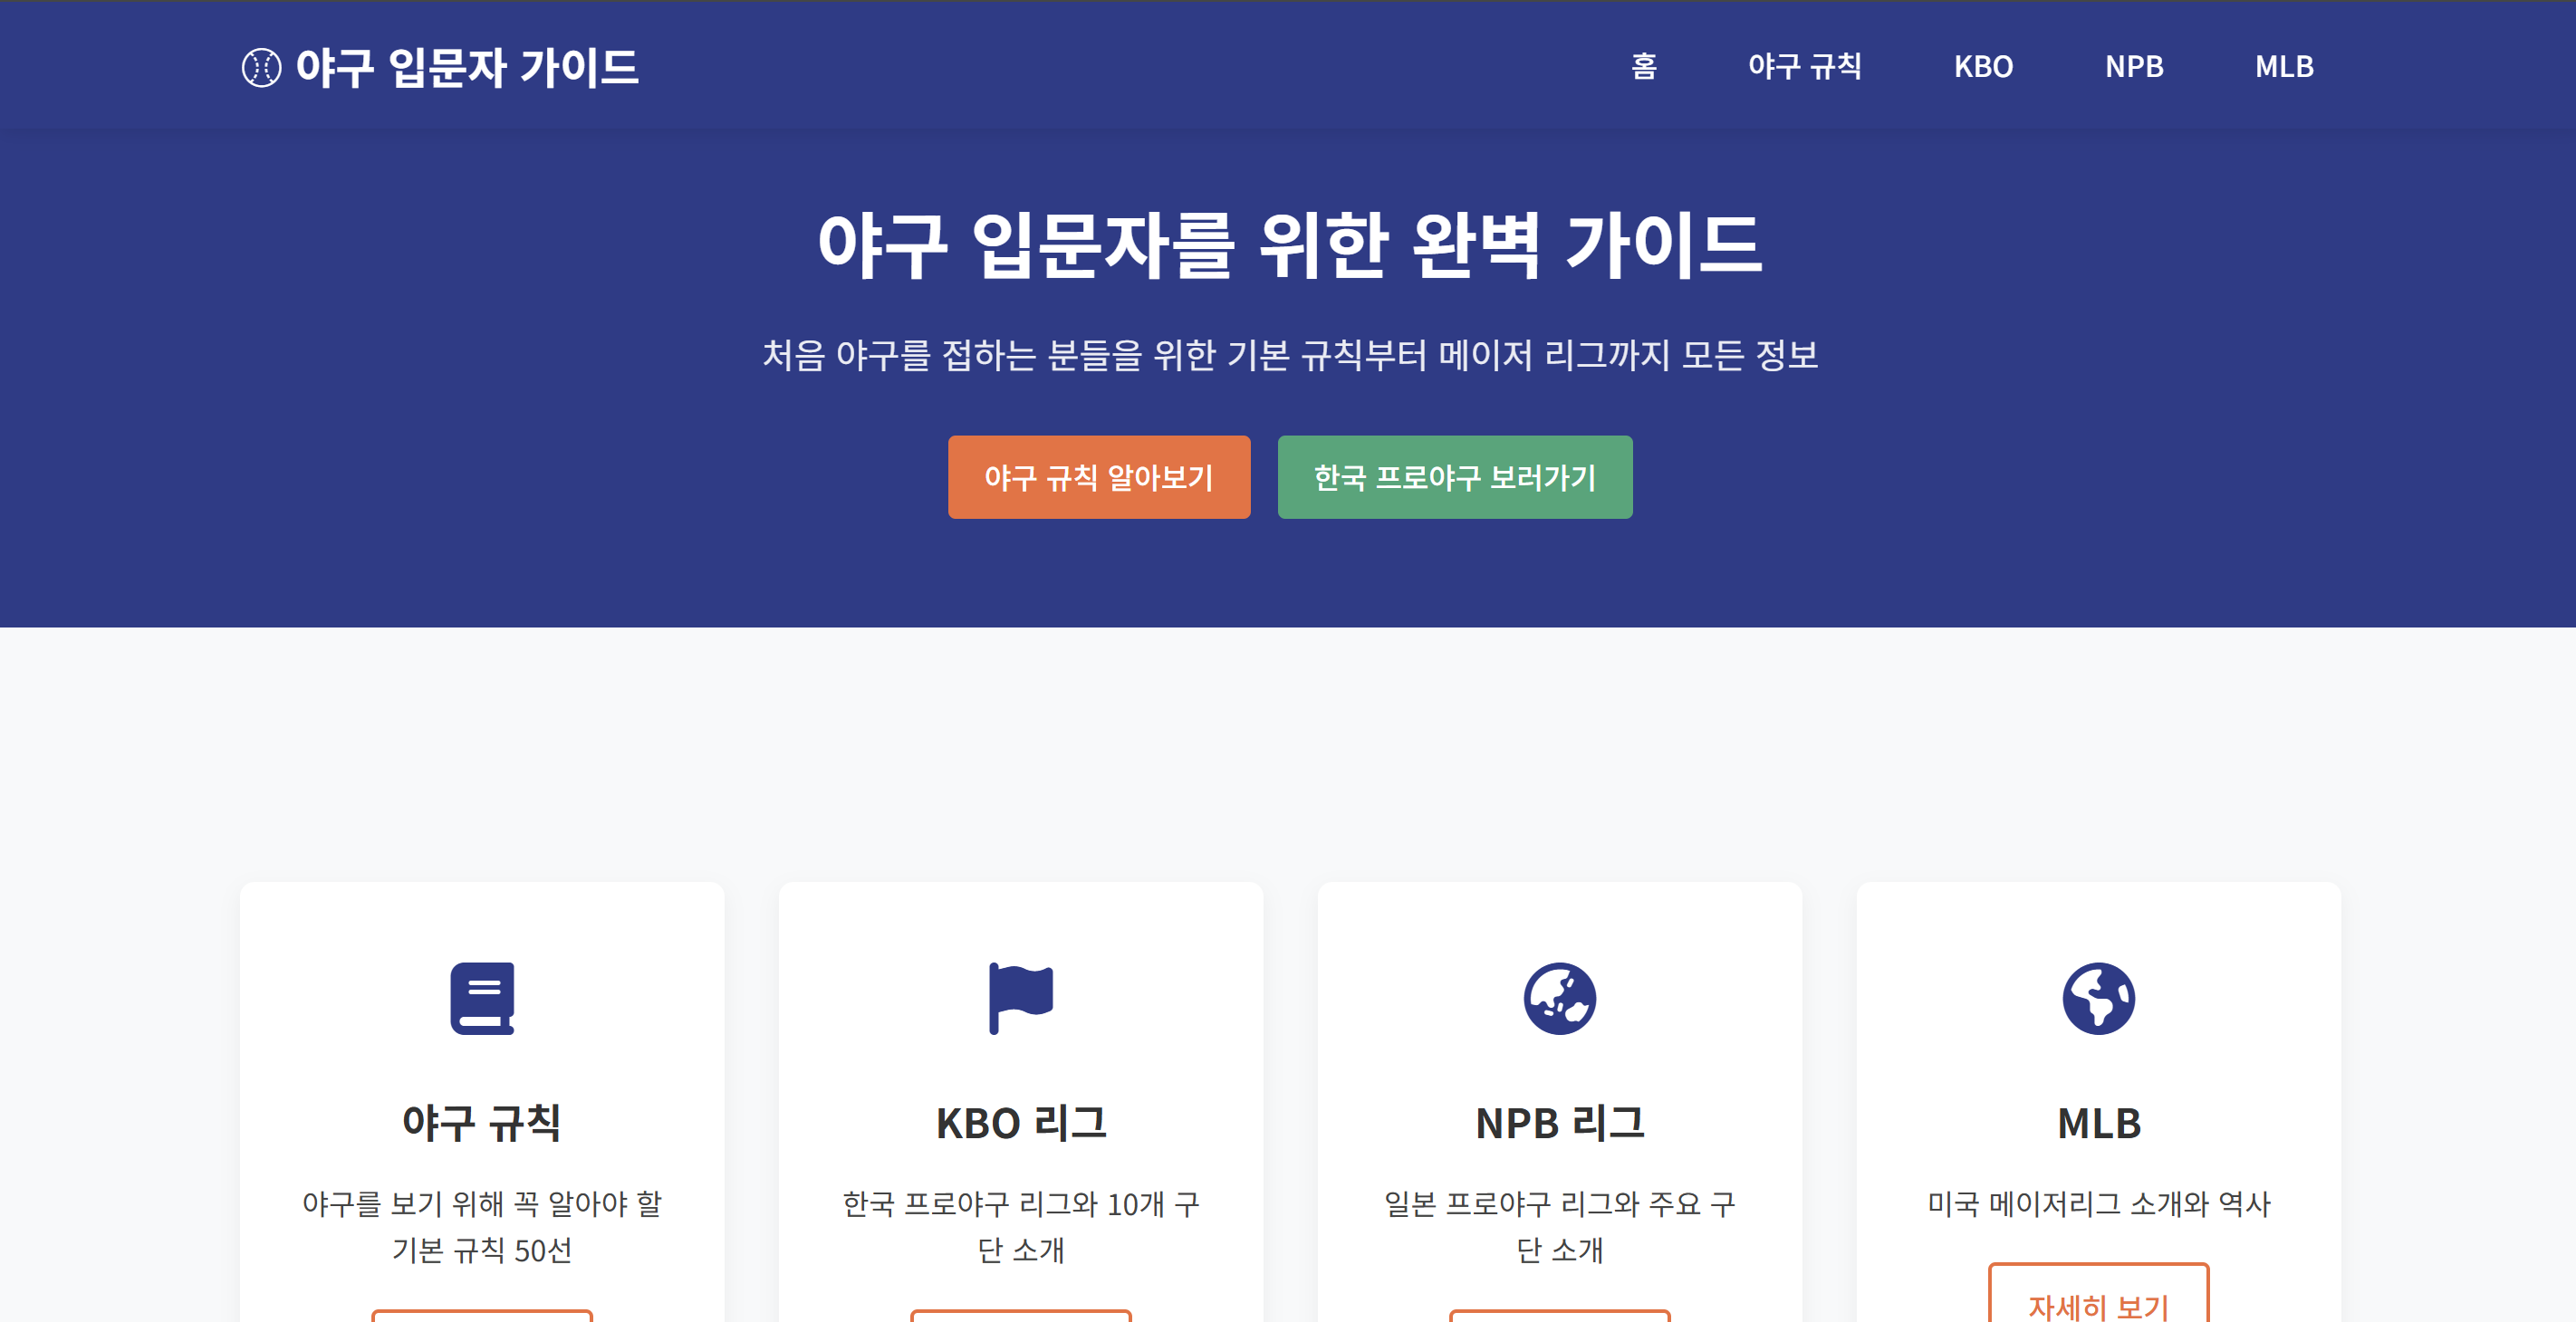 야구 입문자 가이드
홈 야구 규칙 KBO NPB MLB
야구 입문자를 위한 완벽 가이드
처음 야구를 접하는 분들을 위한 기본 규칙부터 메이저 리그까지 모든 정보
야구 규칙 알아보기 한국 프로야구 보러가기
야구 규칙
야구를 보기 위해 꼭 알아야 할
기본 규칙 50선
KBO 리그
한국 프로야구 리그와 10개 구
단 소개
NPB 리그
일본 프로야구 리그와 주요 구
단 소개
MLB
미국 메이저리그 소개와 역사
자세히 보기